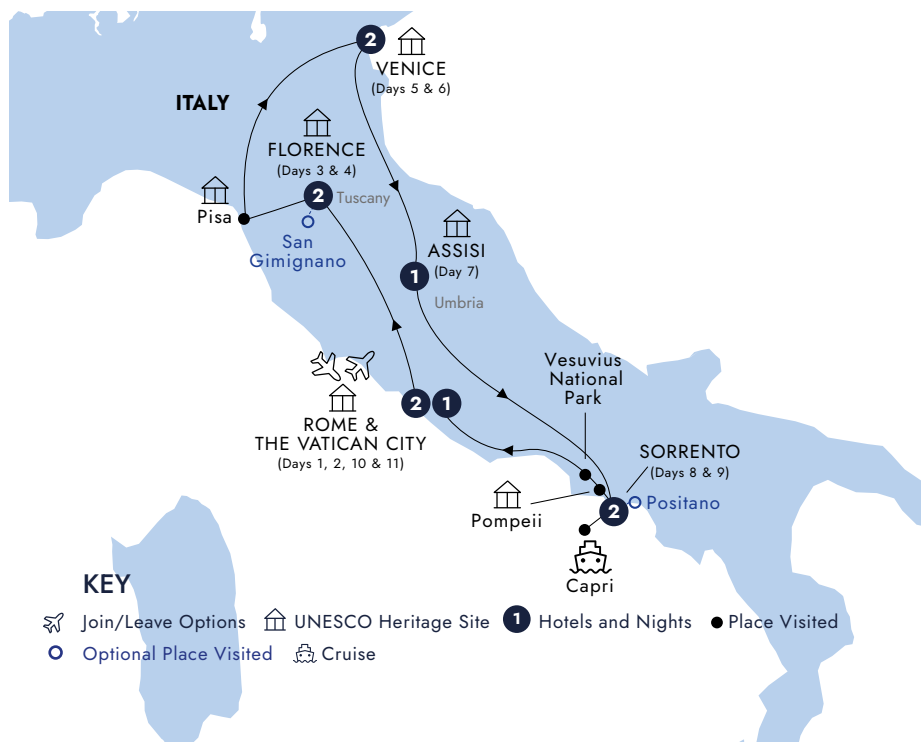 2
VENICE
(Days 5 & 6)
ITALY
FLORENCE
(Days 3 & 4)
2
Tuscany
Pisa
San
Gimignano
ASSISI
(Day 7)
1
Umbria
Vesuvius
National
Park
2
1
ROME &
THE VATICAN CITY
(Days 1, 2, 10 & 11)
SORRENTO
(Days 8 & 9)
Positano
2
Pompeii
Capri
KEY
Join/Leave Options
UNESCO Heritage Site
1
Hotels and Nights
Place Visited
Optional Place Visited
Cruise